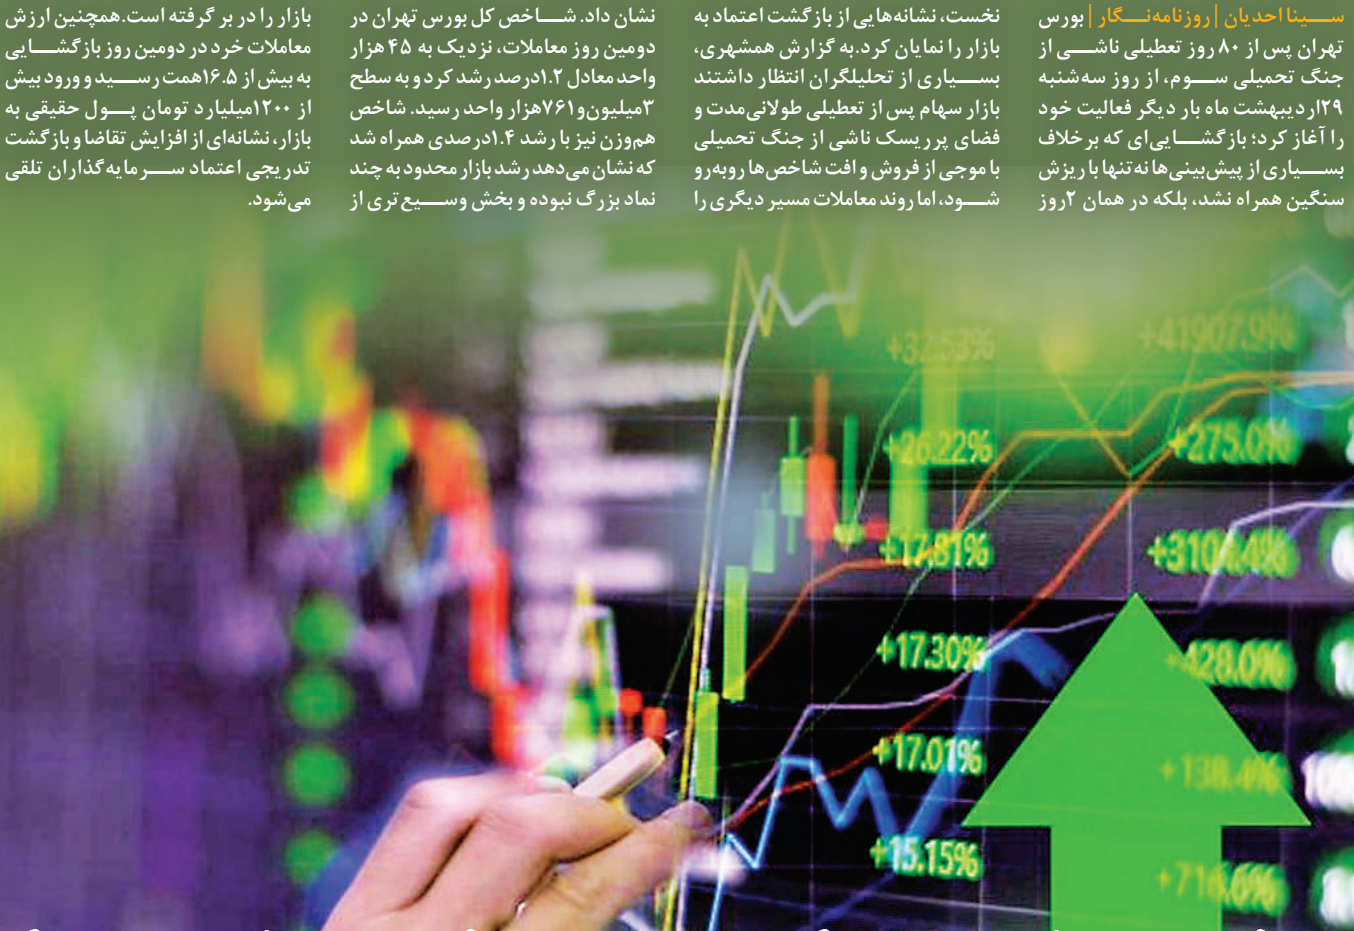 سینا احدیان | روزنامه‌نگار | بورس
تهران پس از ۸۰ روز تعطیلی ناشی از
جنگ تحمیلی سوم، از روز سه‌شنبه
۲۹اردیبهشت ماه بار دیگر فعالیت خود
را آغاز کرد؛ بازگشایی‌ای که برخلاف
بسیاری از پیش‌بینی‌ها نه‌تنها با ریزش
سنگین همراه نشد، بلکه در همان ۲روز
نخست، نشانه‌هایی از بازگشت اعتماد به
بازار را نمایان کرد.به گزارش همشهری،
بسیاری از تحلیلگران انتظار داشتند
بازار سهام پس از تعطیلی طولانی‌مدت و
فضای پرریسک ناشی از جنگ تحمیلی
با موجی از فروش و افت شاخص‌ها روبه‌رو
شود، اما روند معاملات مسیر دیگری را
نشان داد. شاخص کل بورس تهران در
دومین روز معاملات، نزدیک به ۴۵ هزار
واحد معادل ۱.۲درصد رشد کرد و به سطح
۳میلیون‌و۷۶۱هزار واحد رسید. شاخص
هم‌وزن نیز با رشد ۱.۴درصدی همراه شد
که نشان می‌دهد رشد بازار محدود به چند
نماد بزرگ نبوده و بخش وسیع‌تری از
بازار را در بر گرفته است.همچنین ارزش
معاملات خرد در دومین روز بازگشایی
به بیش از ۱۶.۵همت رسید و ورود بیش
از ۱۲۰۰میلیارد تومان پول حقیقی به
بازار، نشانه‌ای از افزایش تقاضا و بازگشت
تدریجی اعتماد سرمایه‌گذاران تلقی
می‌شود.
+32.53%
+41907.9%
+26.22%
+275.0%
+17.81%
+3104.4%
+17.30%
+428.0%
+17.01%
+138.4%
+15.15%
+716.6%